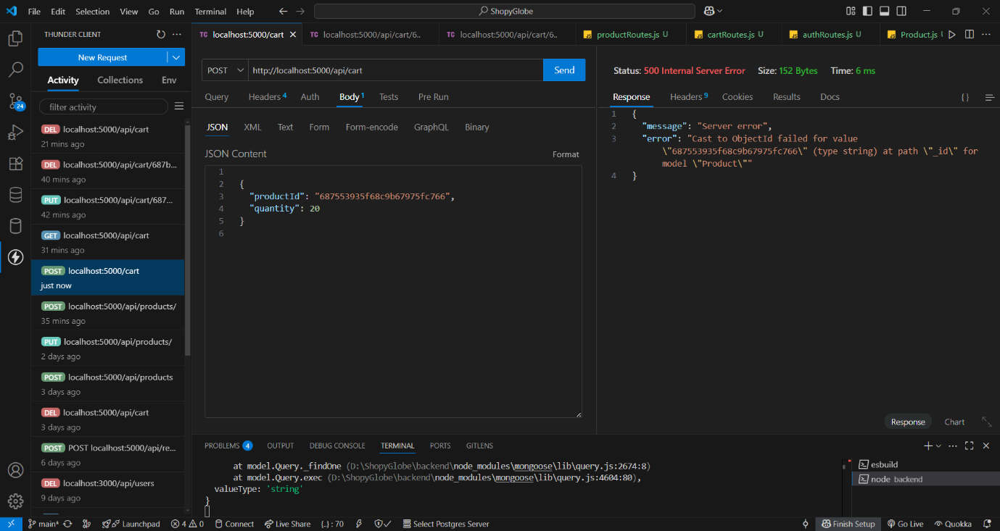 File Edit Selection View Go Run Terminal Help ShopyGlobe
THUNDER CLIENT
New Request
Activity Collections Env
filter activity
DEL localhost:5000/api/cart
21 mins ago
DEL localhost:5000/api/cart/687b...
40 mins ago
PUT localhost:5000/api/cart/687...
42 mins ago
GET localhost:5000/api/cart
31 mins ago
POST localhost:5000/cart
just now
POST localhost:5000/api/products/
35 mins ago
PUT localhost:5000/api/products/
2 days ago
POST localhost:5000/api/products
3 days ago
DEL localhost:5000/api/cart
3 days ago
POST POST localhost:5000/api/re...
6 days ago
DEL localhost:3000/api/users
9 days ago
24
TC localhost:5000/cart TC localhost:5000/api/cart/6.. TC localhost:5000/api/cart/6.. JS productRoutes.js U JS cartRoutes.js U JS authRoutes.js U JS Product.js
POST http://localhost:5000/api/cart Send
Query Headers 4 Auth Body 1 Tests Pre Run
JSON XML Text Form Form-encode GraphQL Binary
JSON Content Format
1
2 {
3 "productId": "687553935f68c9b67975fc766",
4 "quantity": 20
5 }
6
Status: 500 Internal Server Error Size: 152 Bytes Time: 6 ms
Response Headers 9 Cookies Results Docs { }
1 {
2 "message": "Server error",
3 "error": "Cast to ObjectId failed for value
\"687553935f68c9b67975fc766\" (type string) at path \"_id\" for
model \"Product\""
4 }
Response Chart
PROBLEMS 4 OUTPUT DEBUG CONSOLE TERMINAL PORTS GITLENS
at model.Query._findOne (D:\ShopyGlobe\backend\node_modules\mongoose\lib\query.js:2674:8)
at model.Query.exec (D:\ShopyGlobe\backend\node_modules\mongoose\lib\query.js:4604:80),
valueType: 'string'
}
esbuild
node backend
main* Launchpad 4 0 Connect Live Share {..} : 70 Select Postgres Server Finish Setup Go Live Quokka